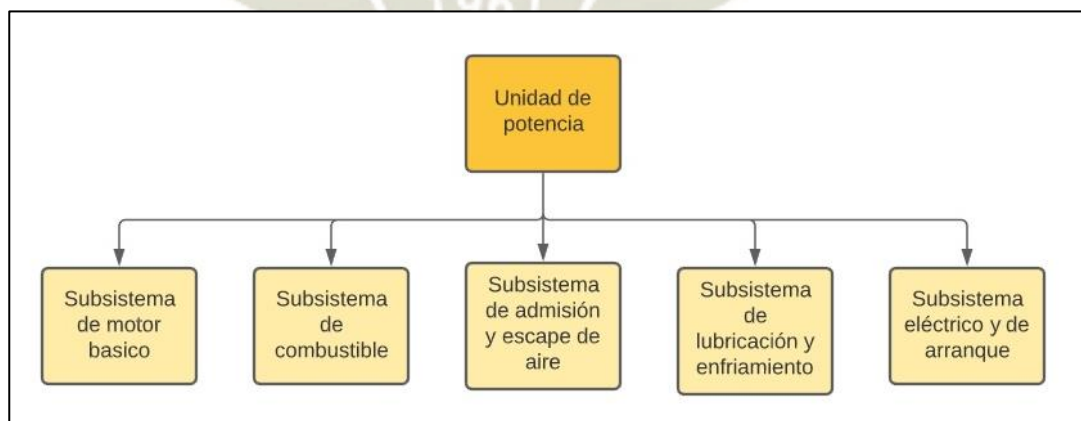 1961
Unidad de
potencia
Subsistema
de motor
basico
Subsistema
de
combustible
Subsistema
de admisión
y escape de
aire
Subsistema
de
lubricación y
enfriamiento
Subsistema
eléctrico y de
arranque